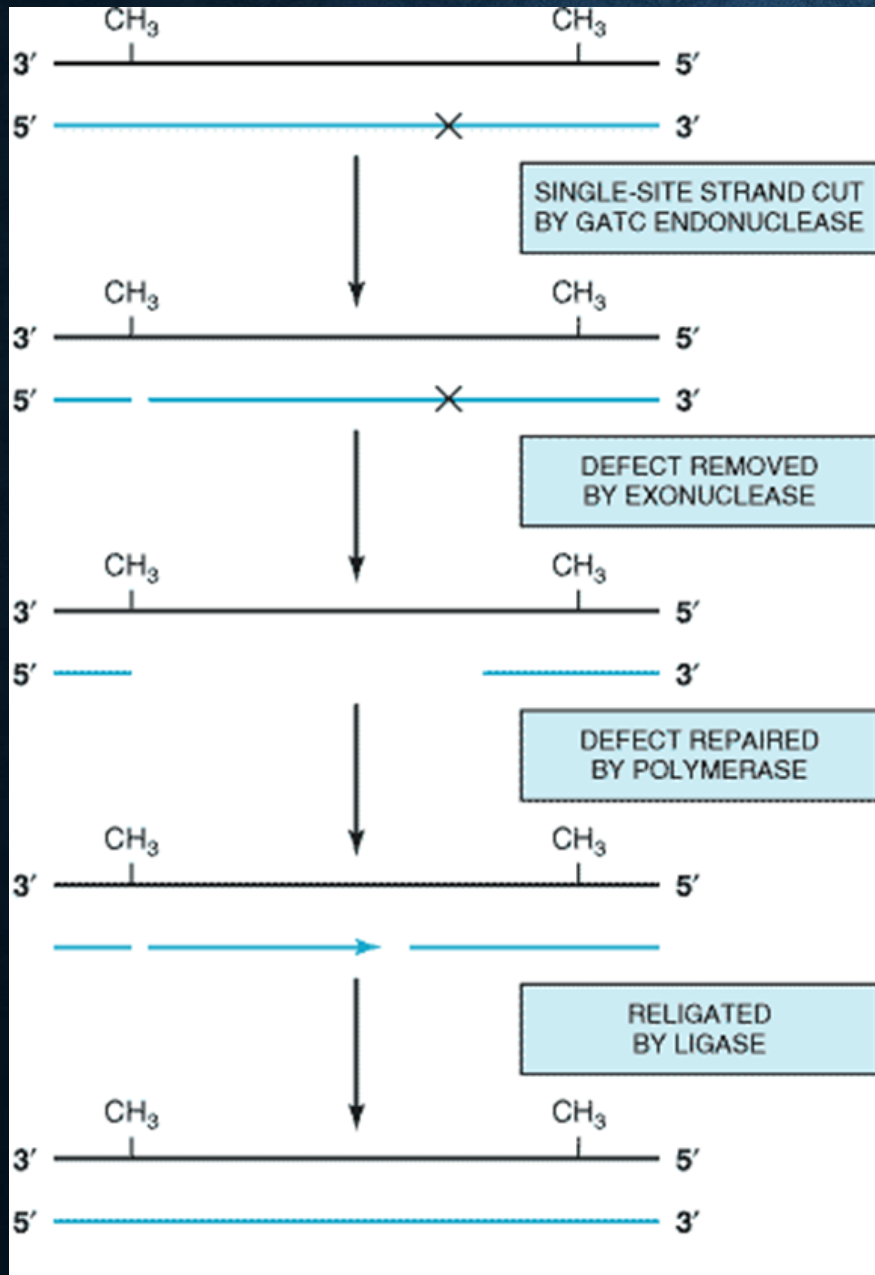 CH3 CH3
3′ 5′
5′ 3′
SINGLE-SITE STRAND CUT
BY GATC ENDONUCLEASE
CH3 CH3
3′ 5′
5′ 3′
DEFECT REMOVED
BY EXONUCLEASE
CH3 CH3
3′ 5′
5′ 3′
DEFECT REPAIRED
BY POLYMERASE
CH3 CH3
3′ 5′
RELIGATED
BY LIGASE
CH3 CH3
3′ 5′
5′ 3′